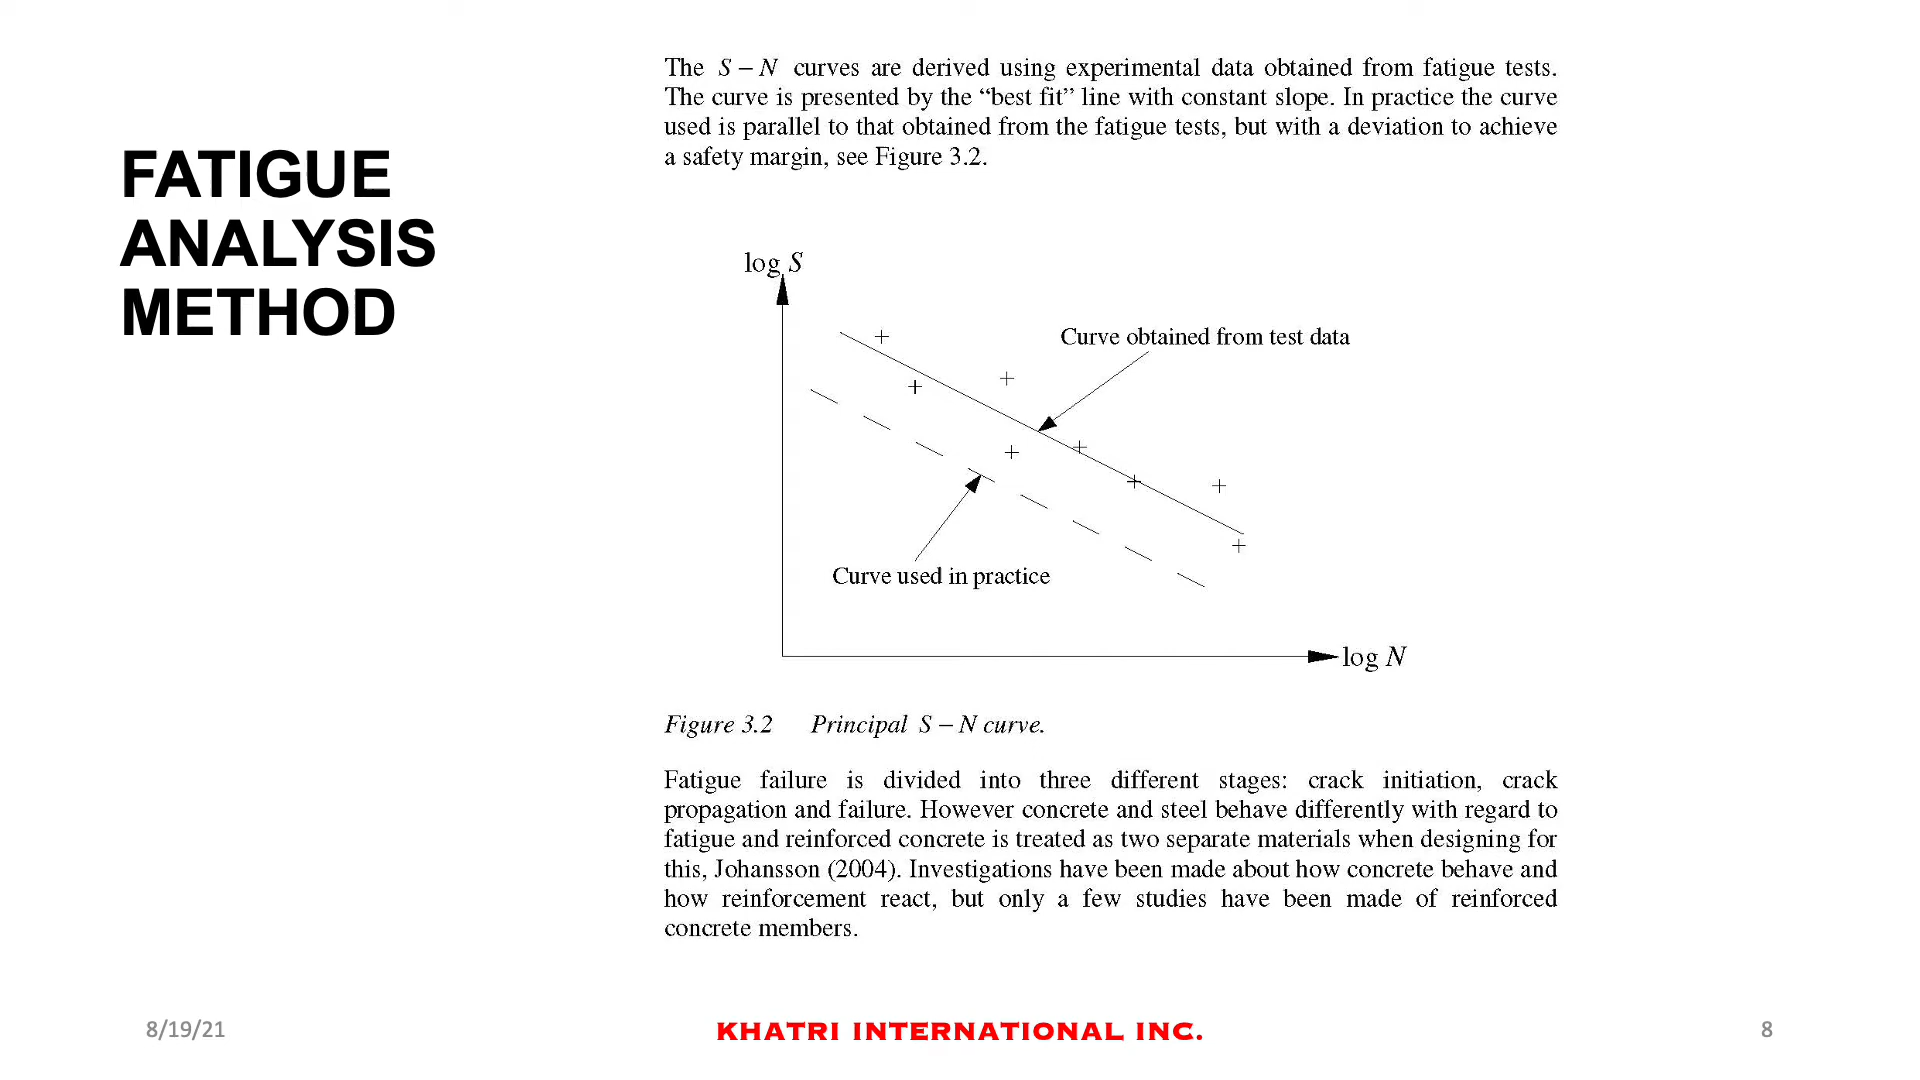 FATIGUE
ANALYSIS
METHOD
The S – N curves are derived using experimental data obtained from fatigue tests.
The curve is presented by the “best fit” line with constant slope. In practice the curve
used is parallel to that obtained from the fatigue tests, but with a deviation to achieve
a safety margin, see Figure 3.2.
log S
Curve obtained from test data
Curve used in practice
log N
Figure 3.2 Principal S – N curve.
Fatigue failure is divided into three different stages: crack initiation, crack
propagation and failure. However concrete and steel behave differently with regard to
fatigue and reinforced concrete is treated as two separate materials when designing for
this, Johansson (2004). Investigations have been made about how concrete behave and
how reinforcement react, but only a few studies have been made of reinforced
concrete members.
8/19/21
KHATRI INTERNATIONAL INC.
8